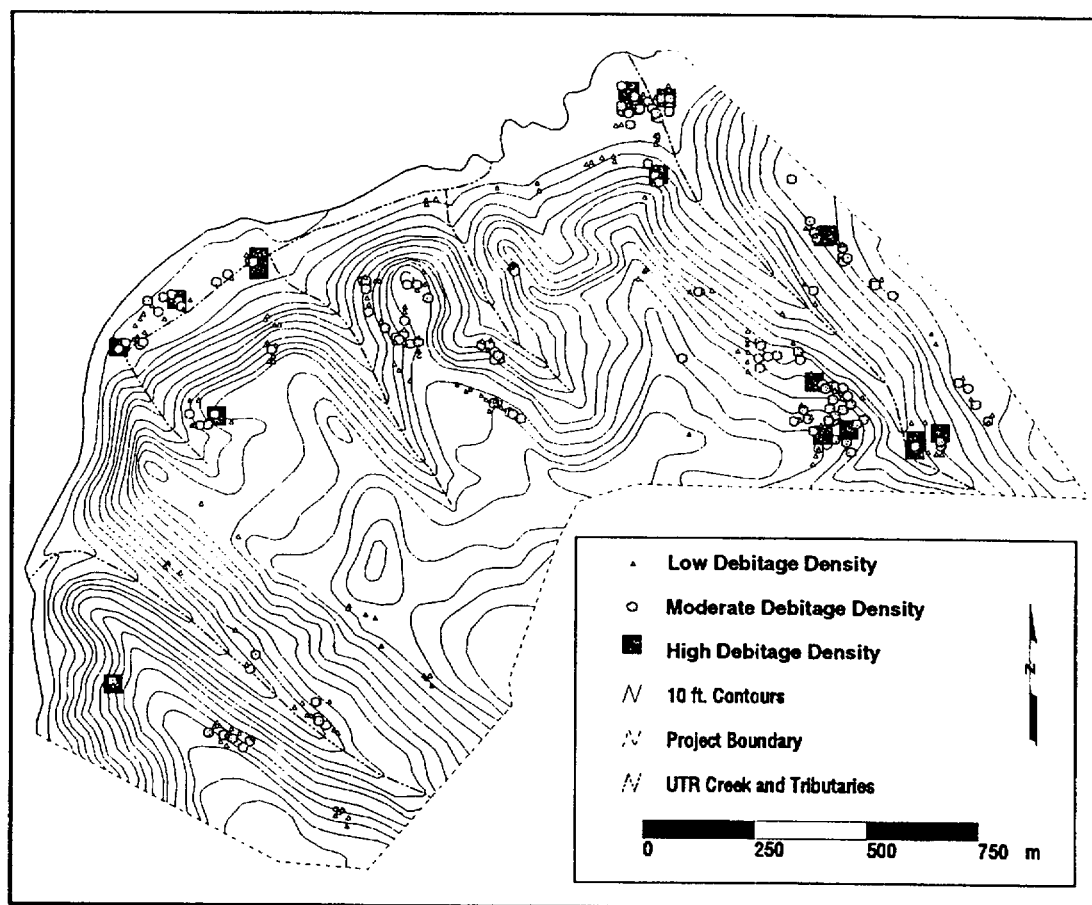 Low Debitage Density
Moderate Debitage Density
High Debitage Density
10 ft. Contours
Project Boundary
UTR Creek and Tributaries
N
0 250 500 750 m